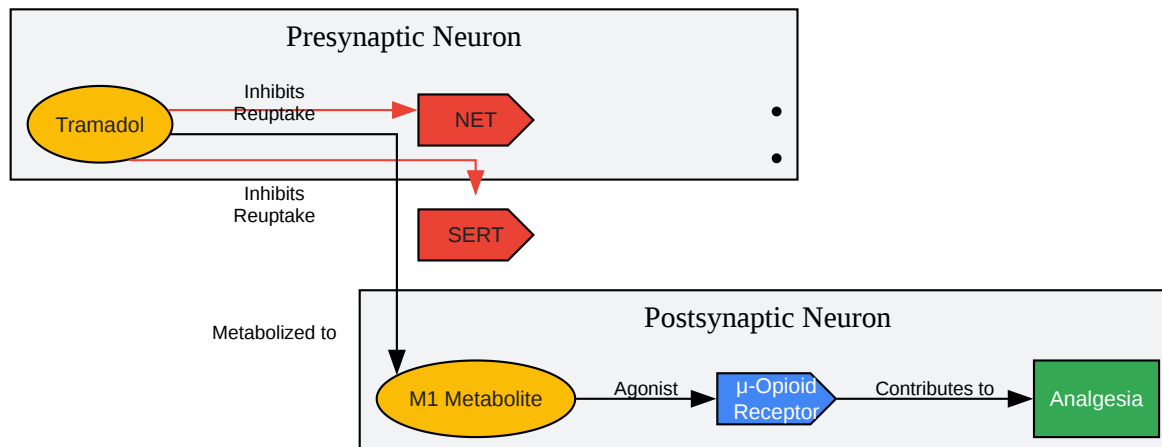 Presynaptic Neuron
Inhibits
Reuptake
Tramadol
NET
Inhibits
Reuptake
SERT
Metabolized to
Postsynaptic Neuron
M1 Metabolite
Agonist
μ-Opioid
Receptor
Contributes to
Analgesia